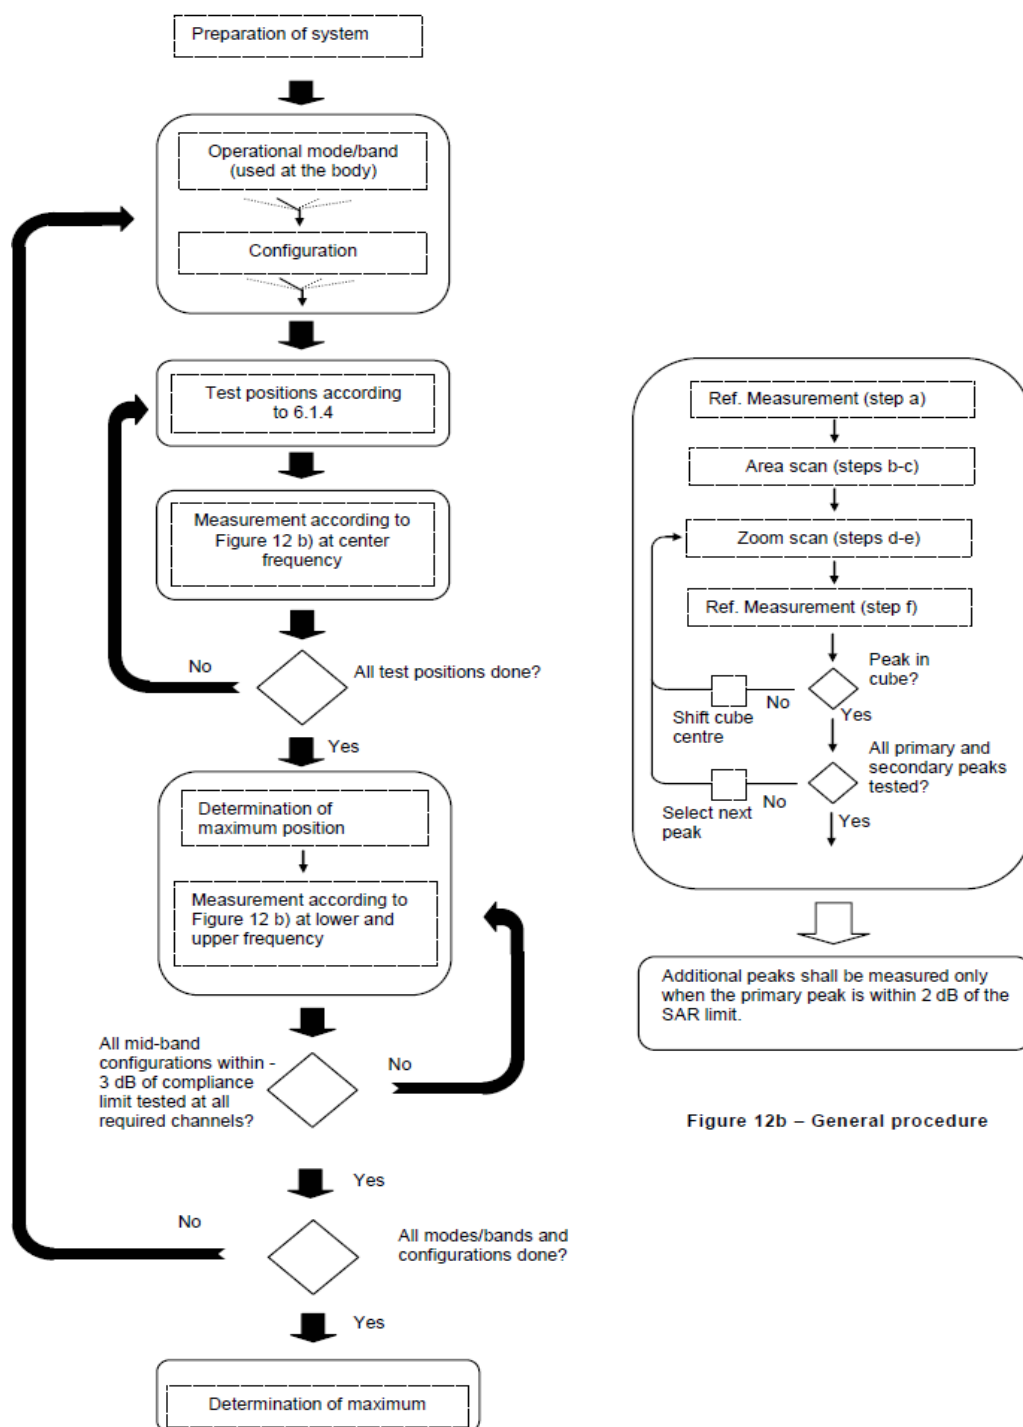 Preparation of system
Operational mode/band
(used at the body)
Configuration
Test positions according
to 6.1.4
Measurement according to
Figure 12 b) at center
frequency
No
All test positions done?
Yes
Determination of
maximum position
Measurement according to
Figure 12 b) at lower and
upper frequency
All mid-band
configurations within -
3 dB of compliance
limit tested at all
required channels?
No
Yes
No
All modes/bands and
configurations done?
Yes
Determination of maximum
Ref. Measurement (step a)
Area scan (steps b-c)
Zoom scan (steps d-e)
Ref. Measurement (step f)
Peak in
cube?
No
Shift cube
centre
Yes
All primary and
secondary peaks
tested?
No
Select next
peak
Yes
Additional peaks shall be measured only
when the primary peak is within 2 dB of the
SAR limit.
Figure 12b – General procedure